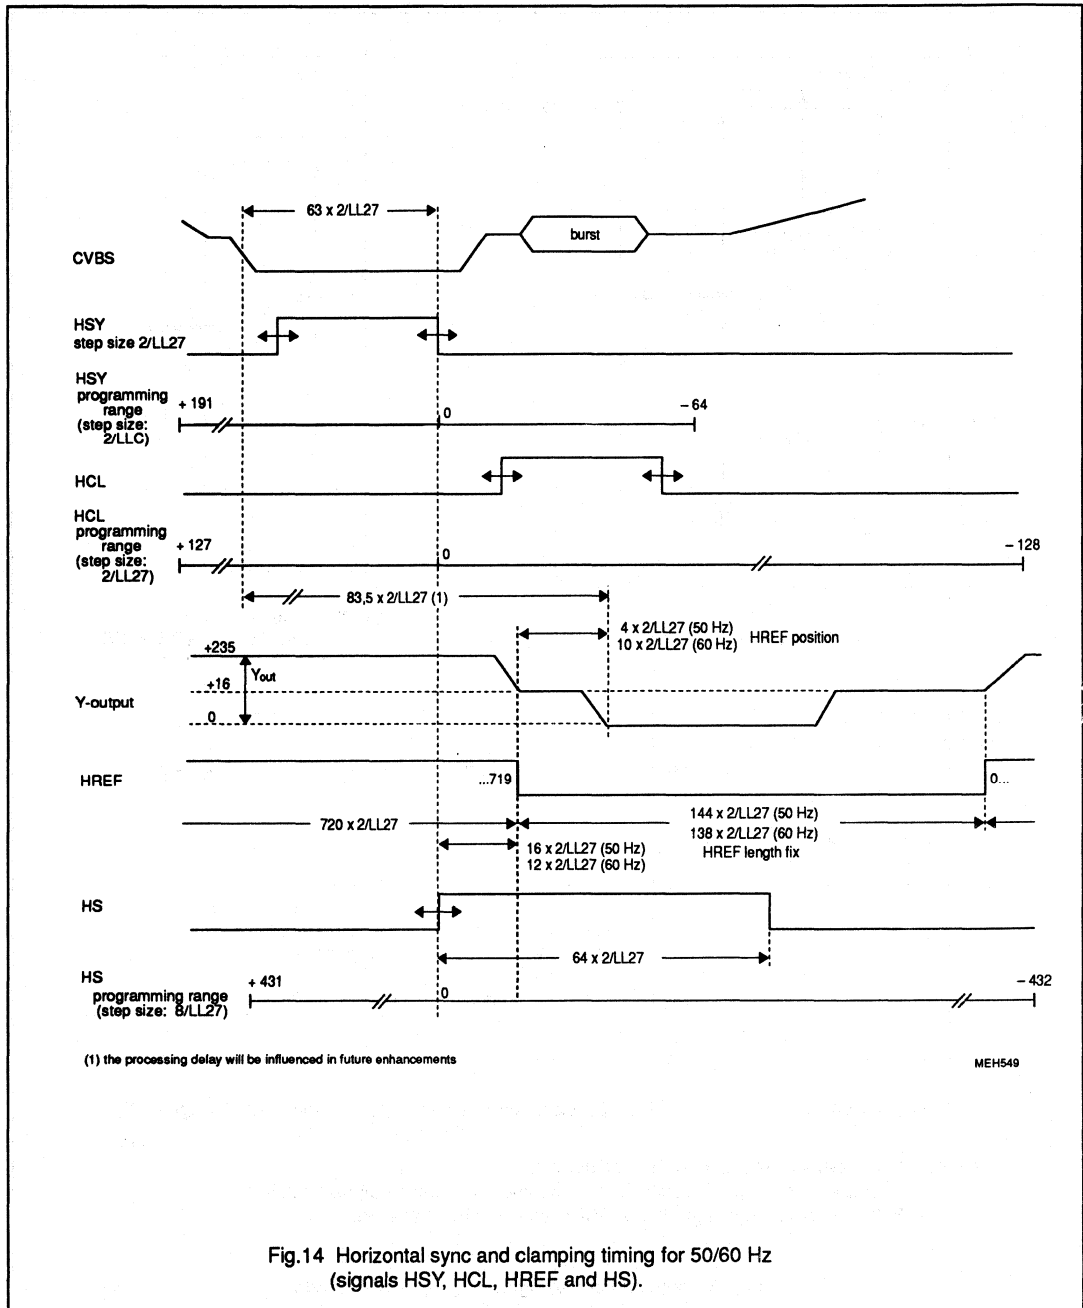 63 x 2/LL27
burst
CVBS
HSY
step size 2/LL27
HSY
programming
range
(step size:
2/LLC)
+ 191
0
– 64
HCL
HCL
programming
range
(step size:
2/LL27)
+ 127
0
– 128
83,5 x 2/LL27 (1)
4 x 2/LL27 (50 Hz)
10 x 2/LL27 (60 Hz)
HREF position
+235
Yout
+16
Y-output
0
HREF
...719
0...
720 x 2/LL27
144 x 2/LL27 (50 Hz)
138 x 2/LL27 (60 Hz)
HREF length fix
16 x 2/LL27 (50 Hz)
12 x 2/LL27 (60 Hz)
HS
64 x 2/LL27
HS
programming range
(step size: 8/LL27)
+ 431
0
– 432
(1) the processing delay will be influenced in future enhancements
MEH549
Fig.14 Horizontal sync and clamping timing for 50/60 Hz
(signals HSY, HCL, HREF and HS).